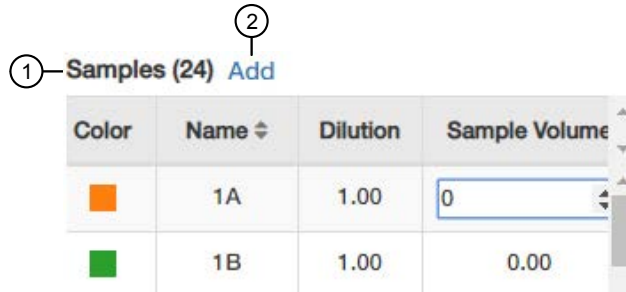 2
1 Samples (24) Add
Color Name Dilution Sample Volume
1A 1.00 0
1B 1.00 0.00